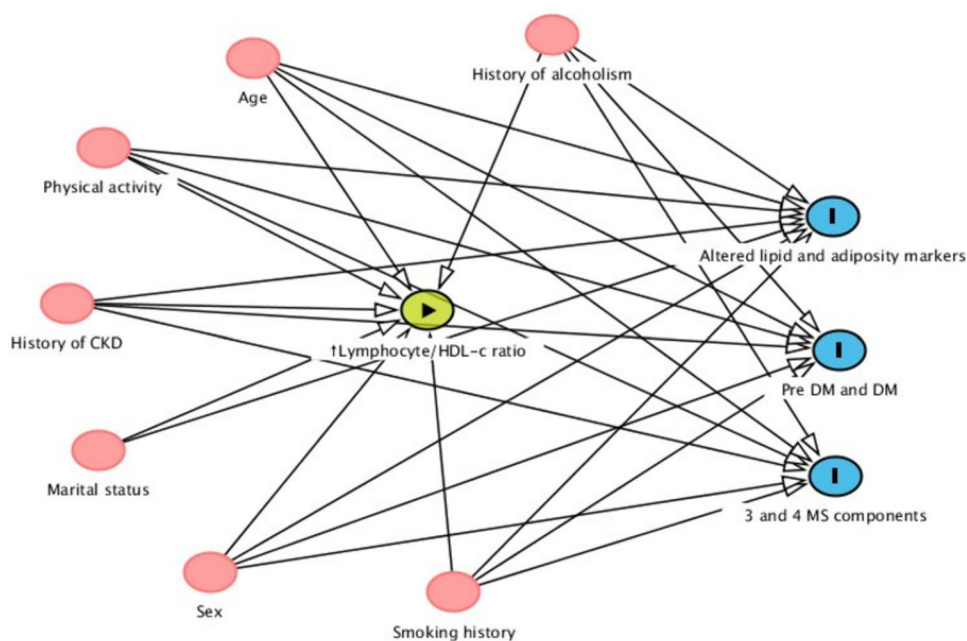 History of alcoholism
Age
Physical activity
Altered lipid and adiposity markers
History of CKD
↑Lymphocyte/HDL-c ratio
Pre DM and DM
Marital status
3 and 4 MS components
Sex
Smoking history